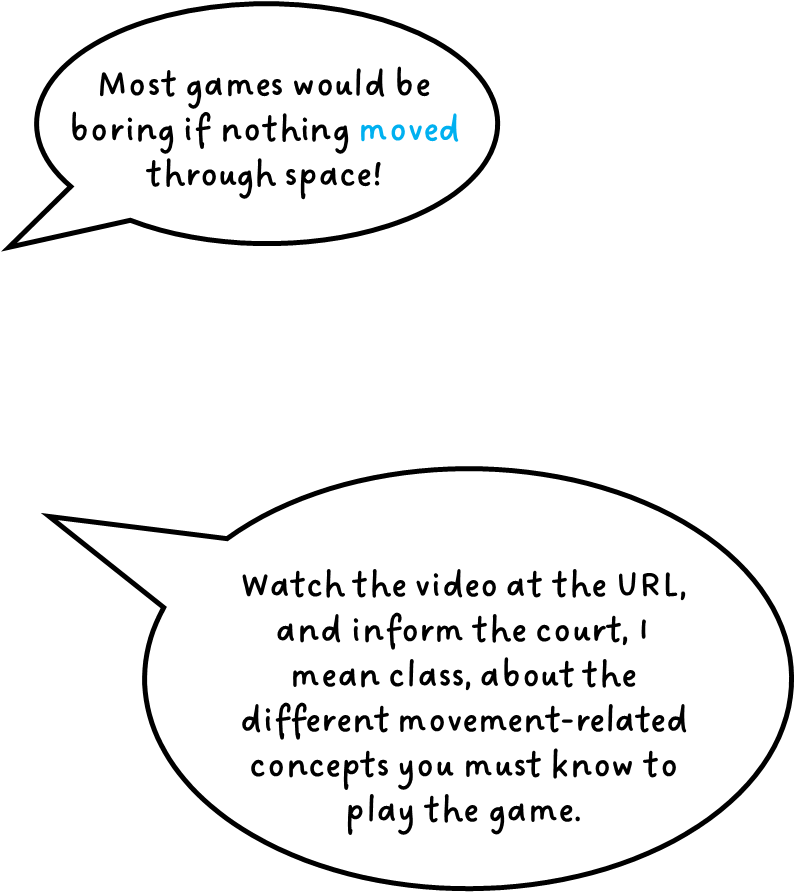 Most games would be
boring if nothing moved
through space!
Watch the video at the URL,
and inform the court, I
mean class, about the
different movement-related
concepts you must know to
play the game.